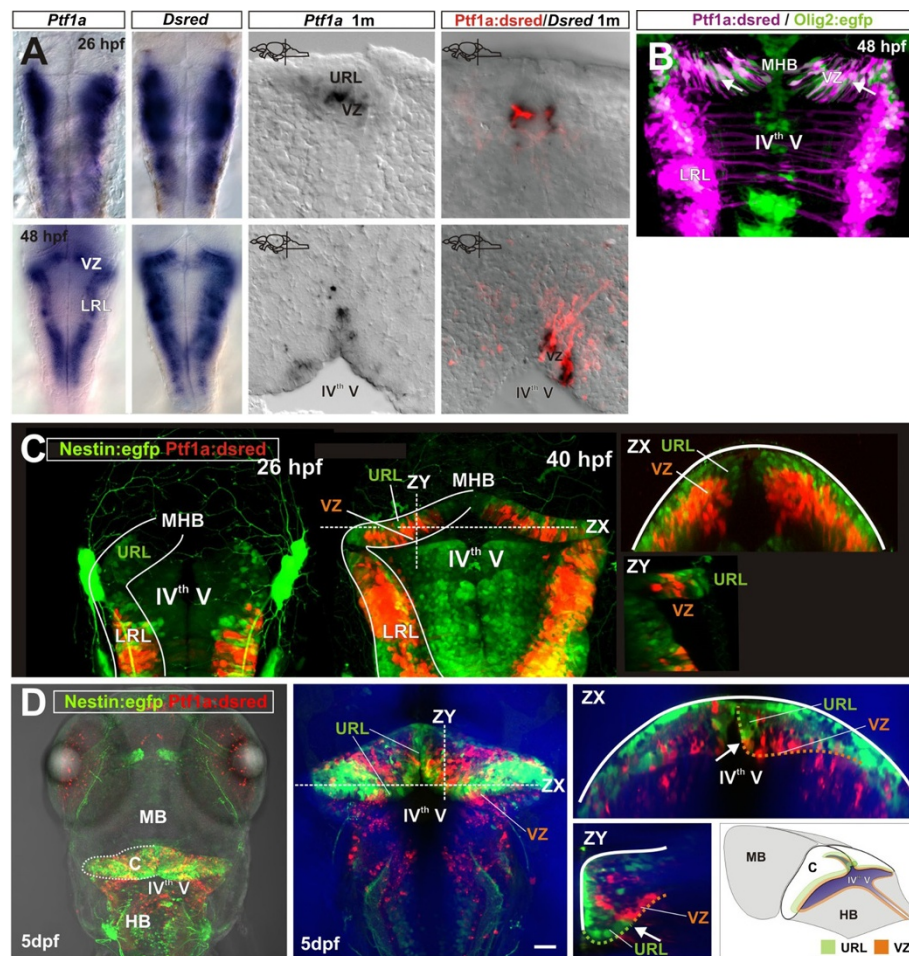 Ptf1a
Dsred
Ptf1a 1m
Ptf1a:dsred/Dsred 1m
A
26 hpf
URL
VZ
48 hpf
VZ
LRL
IVth V
VZ
IVth V
Ptf1a:dsred / Olig2:egfp
B
48 hpf
MHB
VZ
IVth V
LRL
C
Nestin:egfp Ptf1a:dsred
26 hpf
MHB
URL
IVth V
LRL
40 hpf
ZY
URL
MHB
VZ
ZX
IVth V
LRL
ZX
URL
VZ
ZY
URL
VZ
D
Nestin:egfp Ptf1a:dsred
MB
C
IVth V
HB
5dpf
URL
ZY
ZX
IVth V
VZ
5dpf
ZX
URL
VZ
IVth V
ZY
VZ
URL
MB
C
IV V
HB
URL VZ